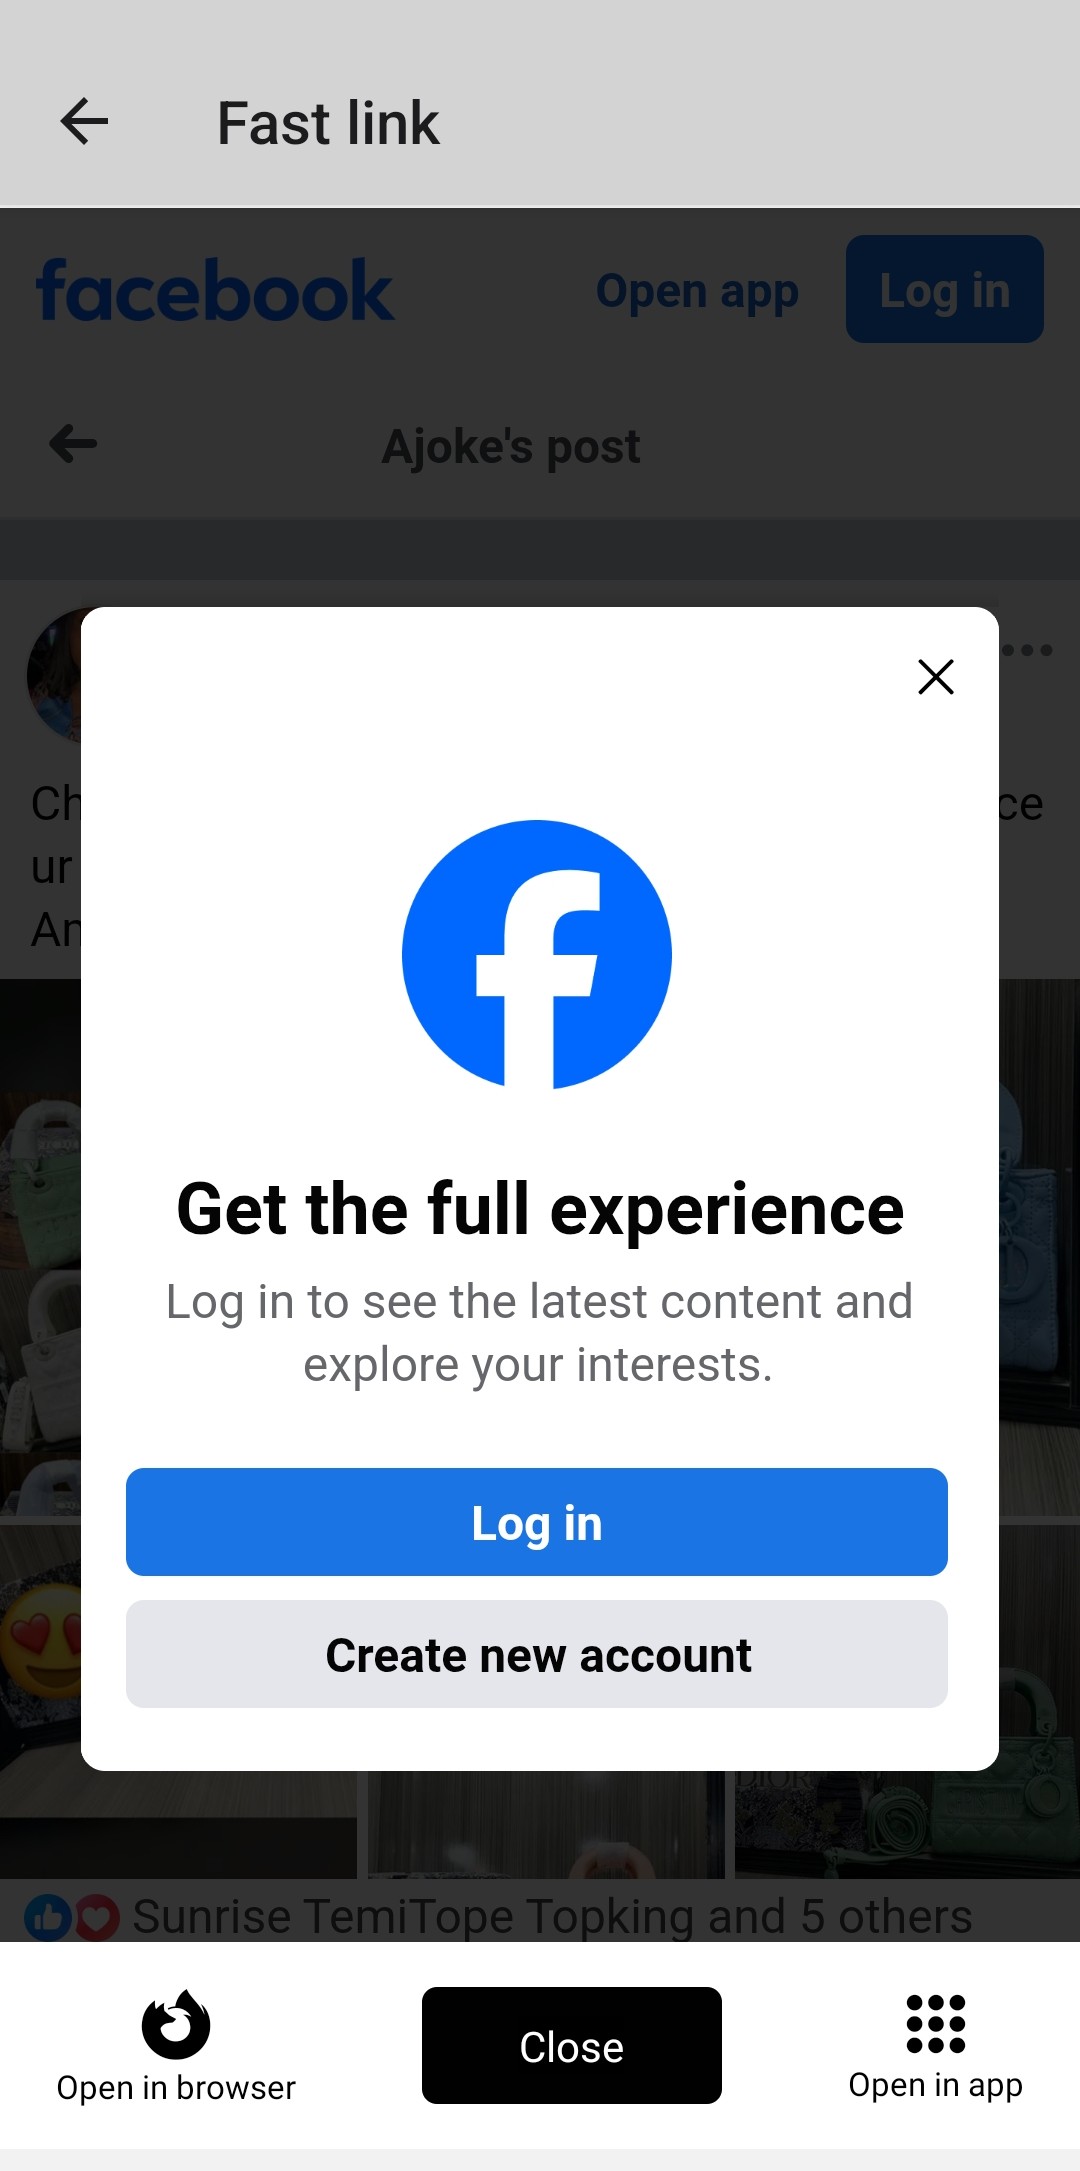 Fast link
facebook
Open app
Log in
Ajoke's post
ur
Get the full experience
Log in to see the latest content and
explore your interests.
Log in
Create new account
DIOR
Sunrise TemiTope Topking and 5 others
Open in browser
Close
Open in app